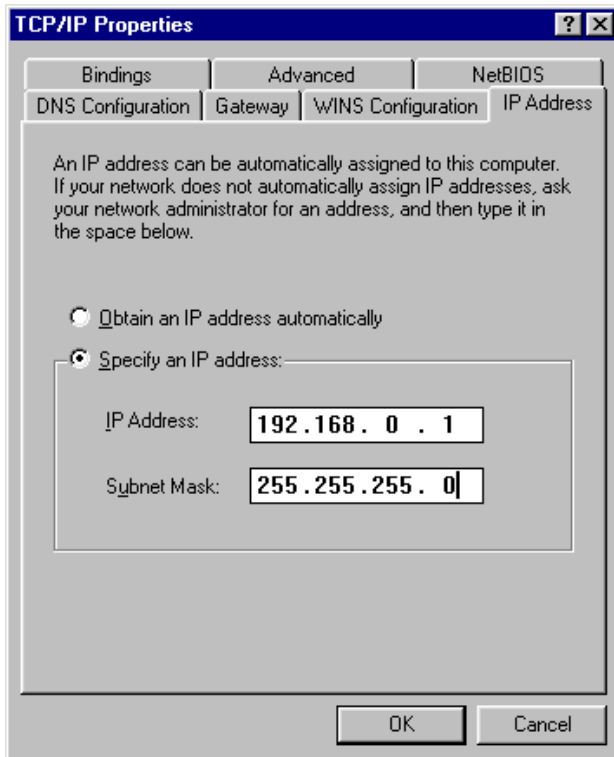 TCP/IP Properties
? X
Bindings Advanced NetBIOS
DNS Configuration Gateway WINS Configuration IP Address
An IP address can be automatically assigned to this computer.
If your network does not automatically assign IP addresses, ask
your network administrator for an address, and then type it in
the space below.
Obtain an IP address automatically
Specify an IP address:
IP Address: 192.168. 0 . 1
Subnet Mask: 255.255.255. 0
OK Cancel